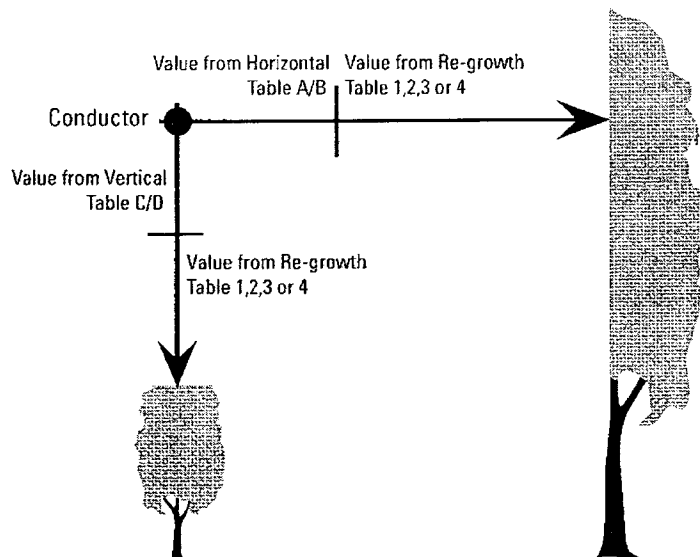 Value from Horizontal
Table A/B
Value from Re-growth
Table 1,2,3 or 4
Conductor
Value from Vertical
Table C/D
Value from Re-growth
Table 1,2,3 or 4